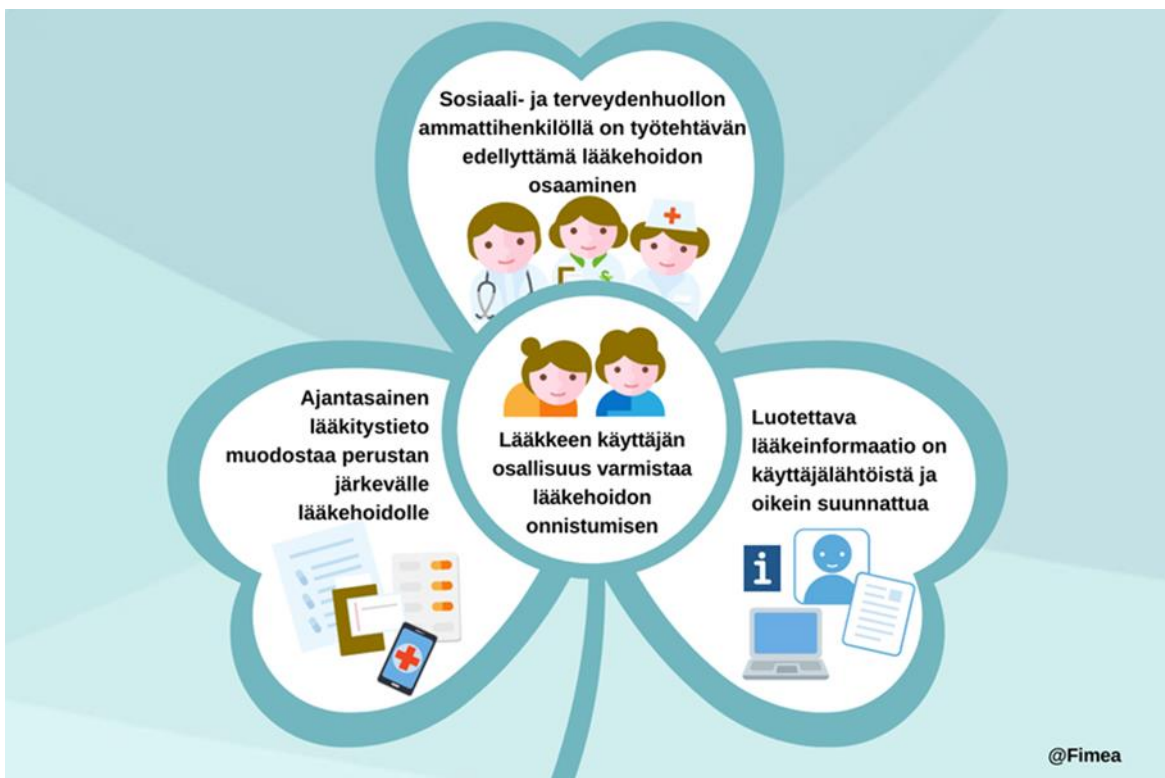 Sosiaali- ja terveydenhuollon
ammattihenkilöllä on työtehtävän
edellyttämä lääkehoidon
osaaminen
Ajantasainen
lääkitystieto
muodostaa perustan
järkevälle
lääkehoidolle
Lääkkeen käyttäjän
osallisuus varmistaa
lääkehoidon
onnistumisen
Luotettava
lääkeinformaatio on
käyttäjälähtöistä ja
oikein suunnattua
i
@Fimea